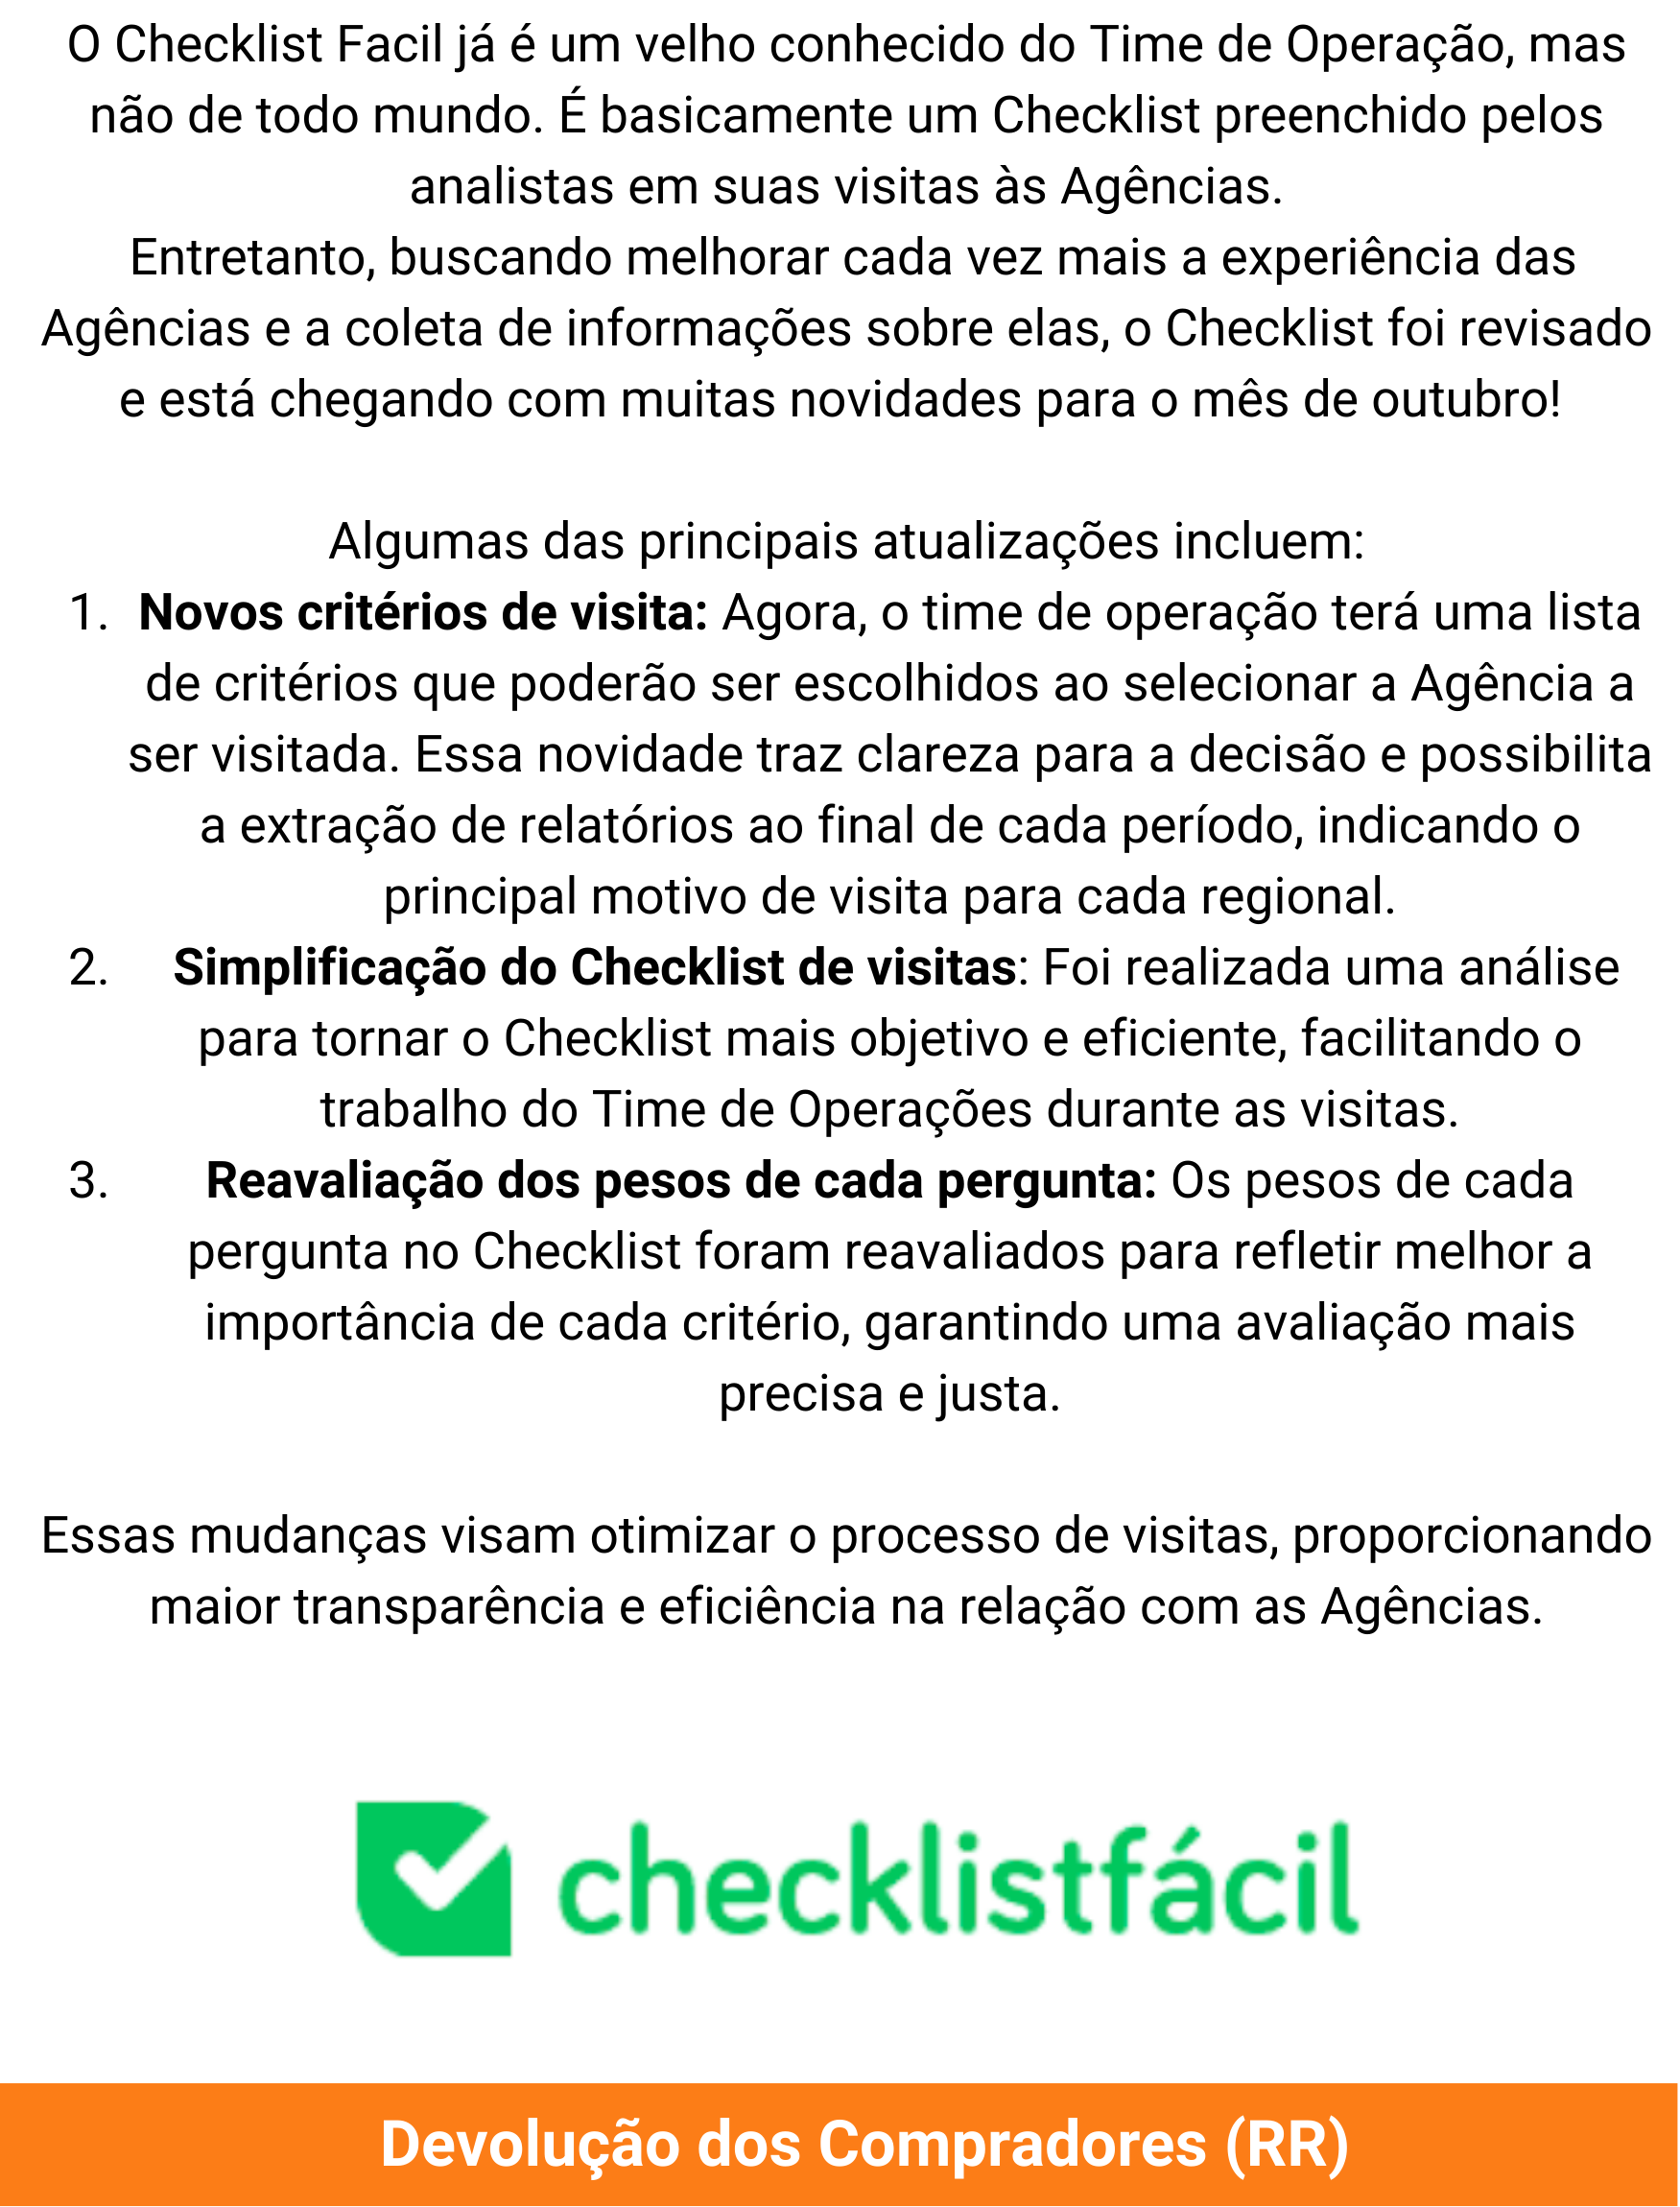 O Checklist Facil já é um velho conhecido do Time de Operação, mas
não de todo mundo. É basicamente um Checklist preenchido pelos
analistas em suas visitas às Agências.
Entretanto, buscando melhorar cada vez mais a experiência das
Agências e a coleta de informações sobre elas, o Checklist foi revisado
e está chegando com muitas novidades para o mês de outubro!
Algumas das principais atualizações incluem:
1. Novos critérios de visita: Agora, o time de operação terá uma lista
de critérios que poderão ser escolhidos ao selecionar a Agência a
ser visitada. Essa novidade traz clareza para a decisão e possibilita
a extração de relatórios ao final de cada período, indicando o
principal motivo de visita para cada regional.
2. Simplificação do Checklist de visitas: Foi realizada uma análise
para tornar o Checklist mais objetivo e eficiente, facilitando o
trabalho do Time de Operações durante as visitas.
3. Reavaliação dos pesos de cada pergunta: Os pesos de cada
pergunta no Checklist foram reavaliados para refletir melhor a
importância de cada critério, garantindo uma avaliação mais
precisa e justa.
Essas mudanças visam otimizar o processo de visitas, proporcionando
maior transparência e eficiência na relação com as Agências.
checklistfácil
Devolução dos Compradores (RR)